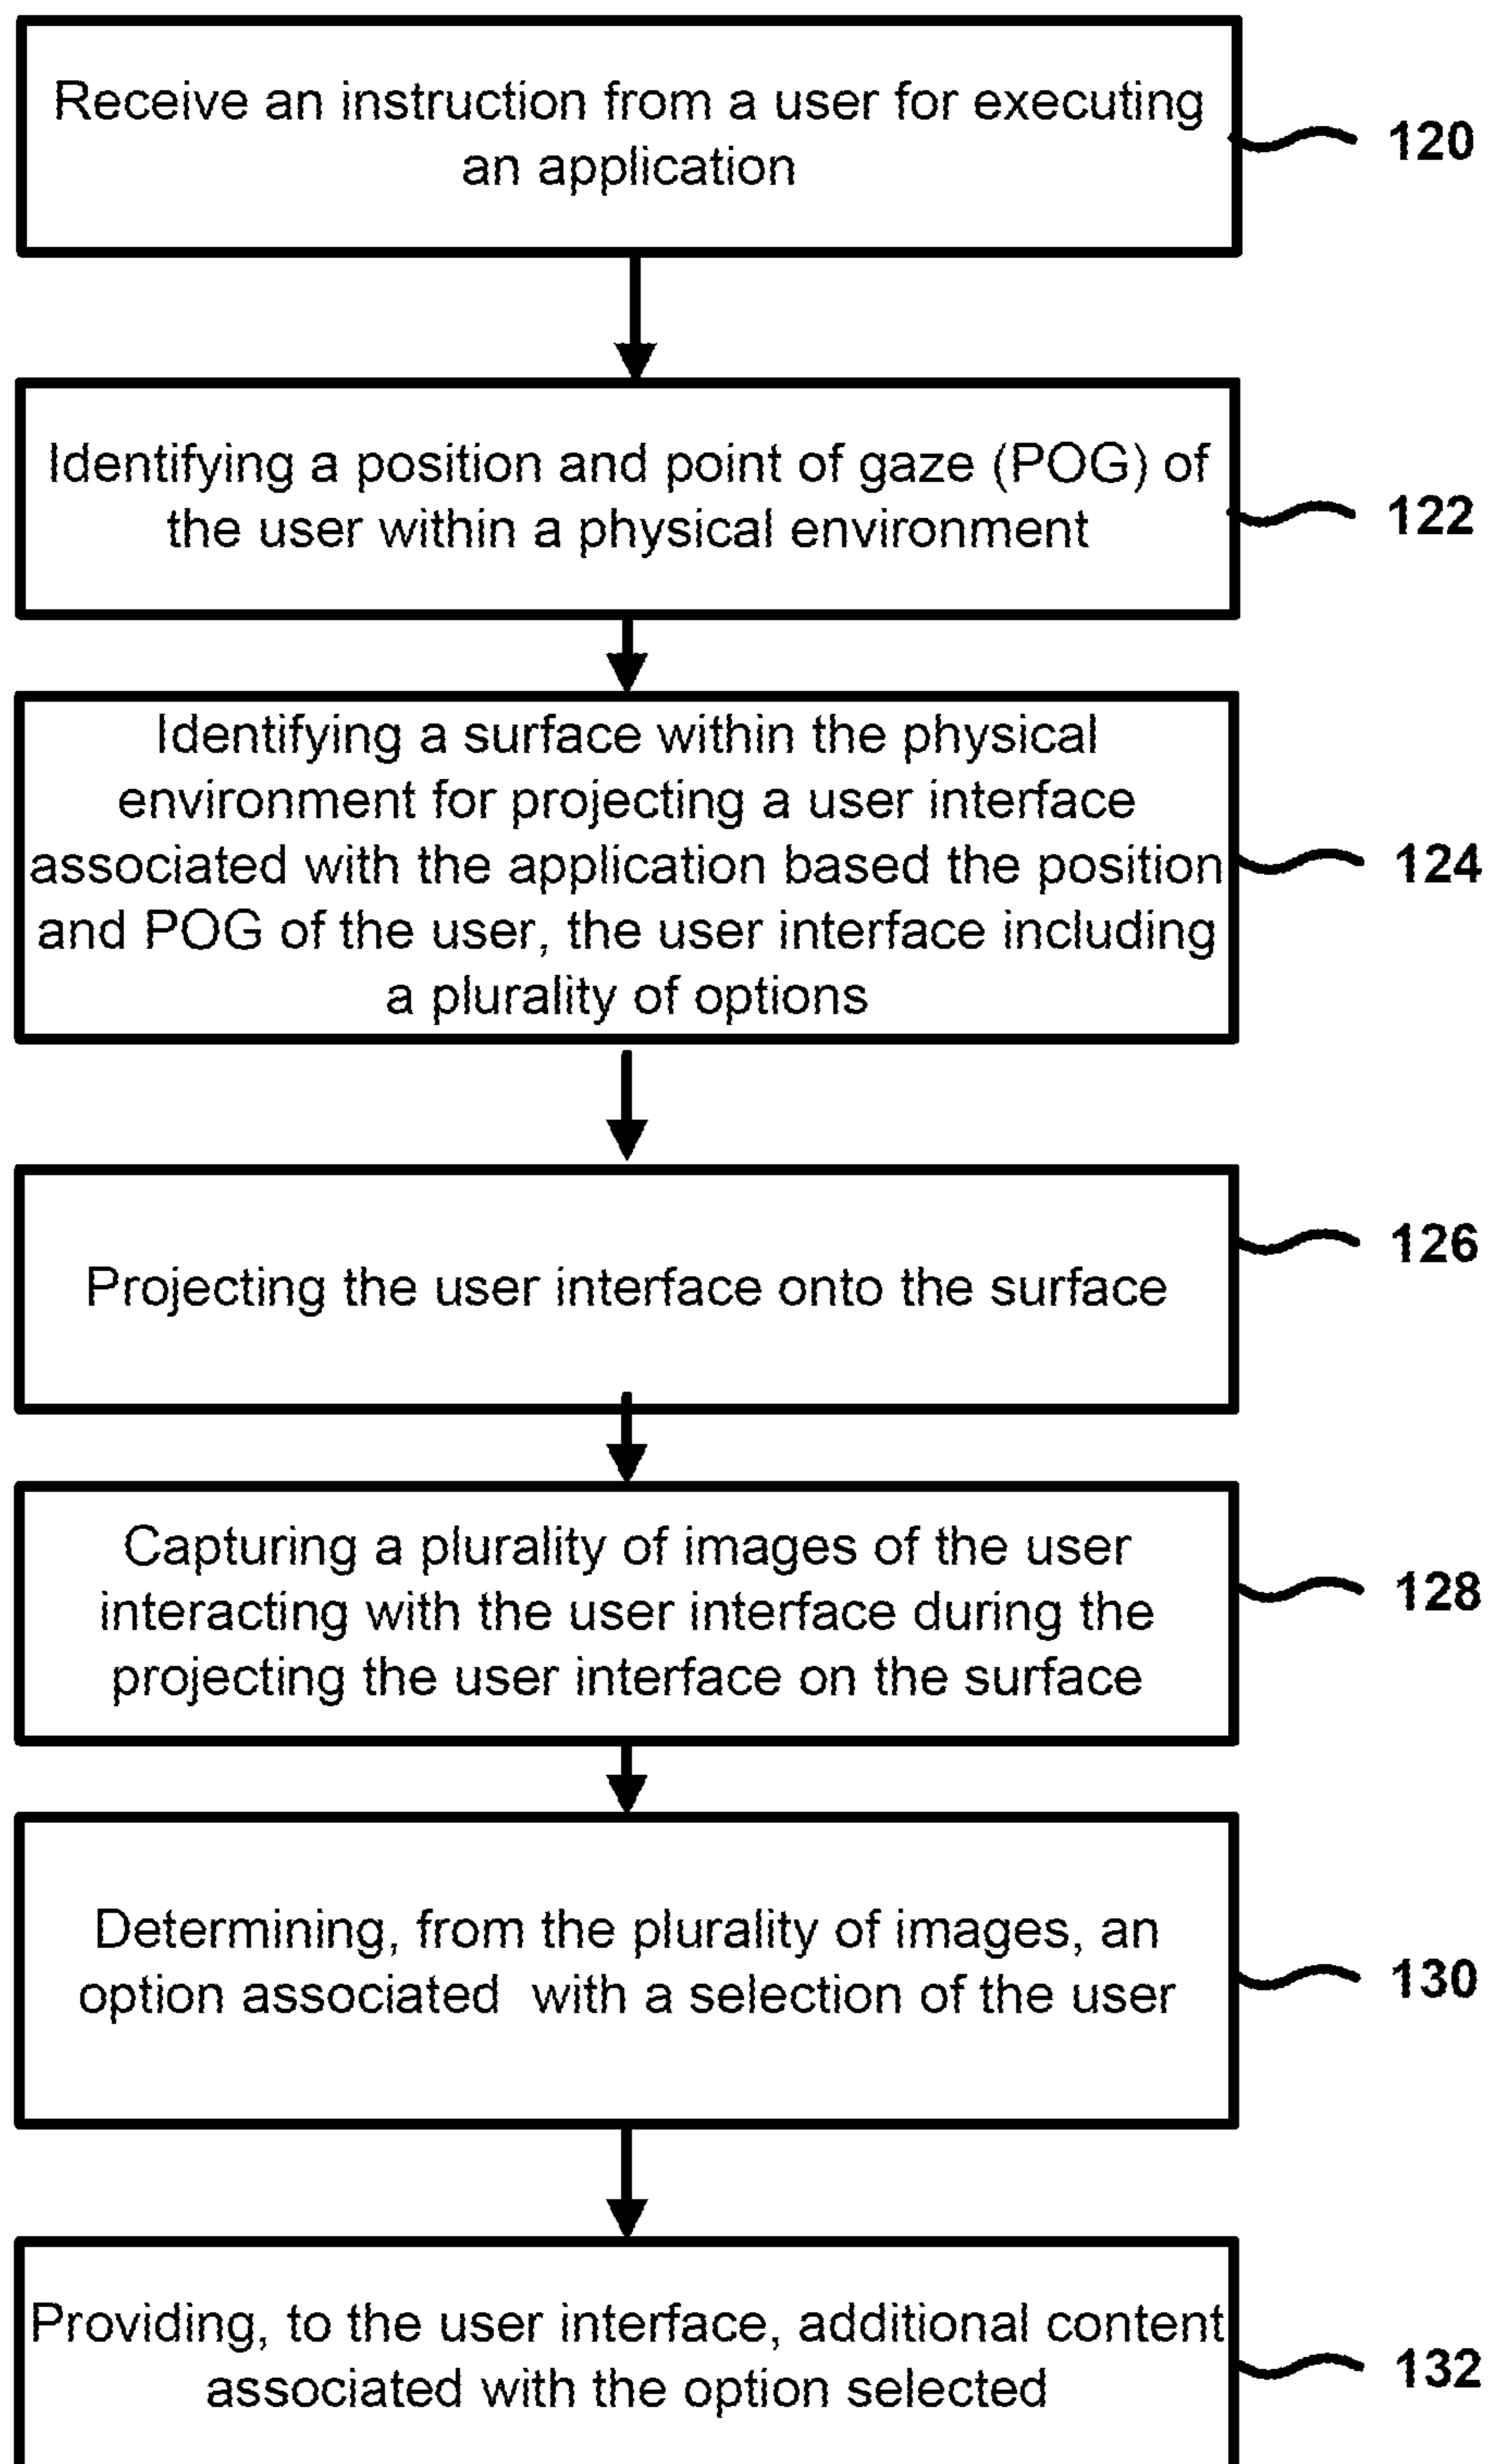 Receive an instruction from a user for executing
an application
120
Identifying a position and point of gaze (POG) of
the user within a physical environment
122
Identifying a surface within the physical
environment for projecting a user interface
associated with the application based the position
and POG of the user, the user interface including
a plurality of options
124
Projecting the user interface onto the surface
126
Capturing a plurality of images of the user
interacting with the user interface during the
projecting the user interface on the surface
128
Determining, from the plurality of images, an
option associated  with a selection of the user
130
Providing, to the user interface, additional content
associated with the option selected
132